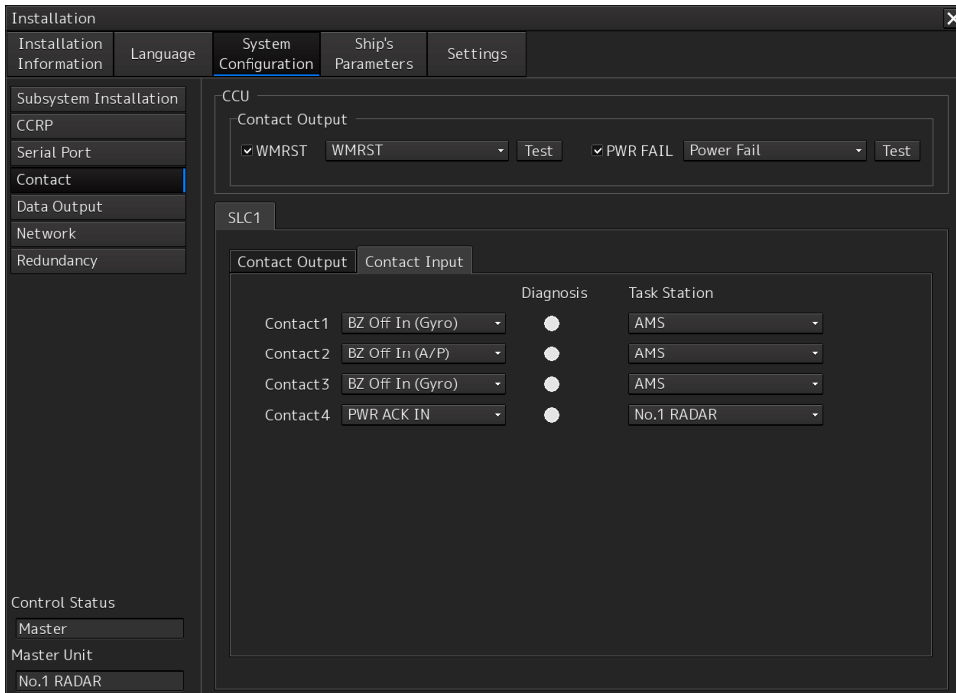 Installation
Installation Information
Language
System Configuration
Ship's Parameters
Settings
Subsystem Installation
CCRP
Serial Port
Contact
Data Output
Network
Redundancy
Control Status
Master
Master Unit
No.1 RADAR
CCU
Contact Output
WMRST WMRST Test PWR FAIL Power Fail Test
SLC1
Contact Output Contact Input
Diagnosis Task Station
Contact1 BZ Off In (Gyro) AMS
Contact2 BZ Off In (A/P) AMS
Contact3 BZ Off In (Gyro) AMS
Contact4 PWR ACK IN No.1 RADAR